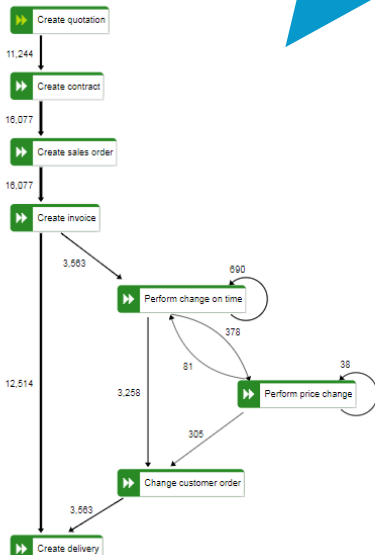 Create quotation
11,244
Create contract
16,077
Create sales order
16,077
Create invoice
3,563
690
Perform change on time
378
81
38
12,514
3,258
Perform price change
305
Change customer order
3,563
Create delivery